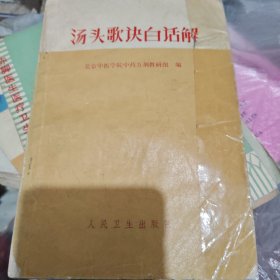 汤头歌诀白话解
北京中医学院中药方剂教研组 编
人民卫生出版社